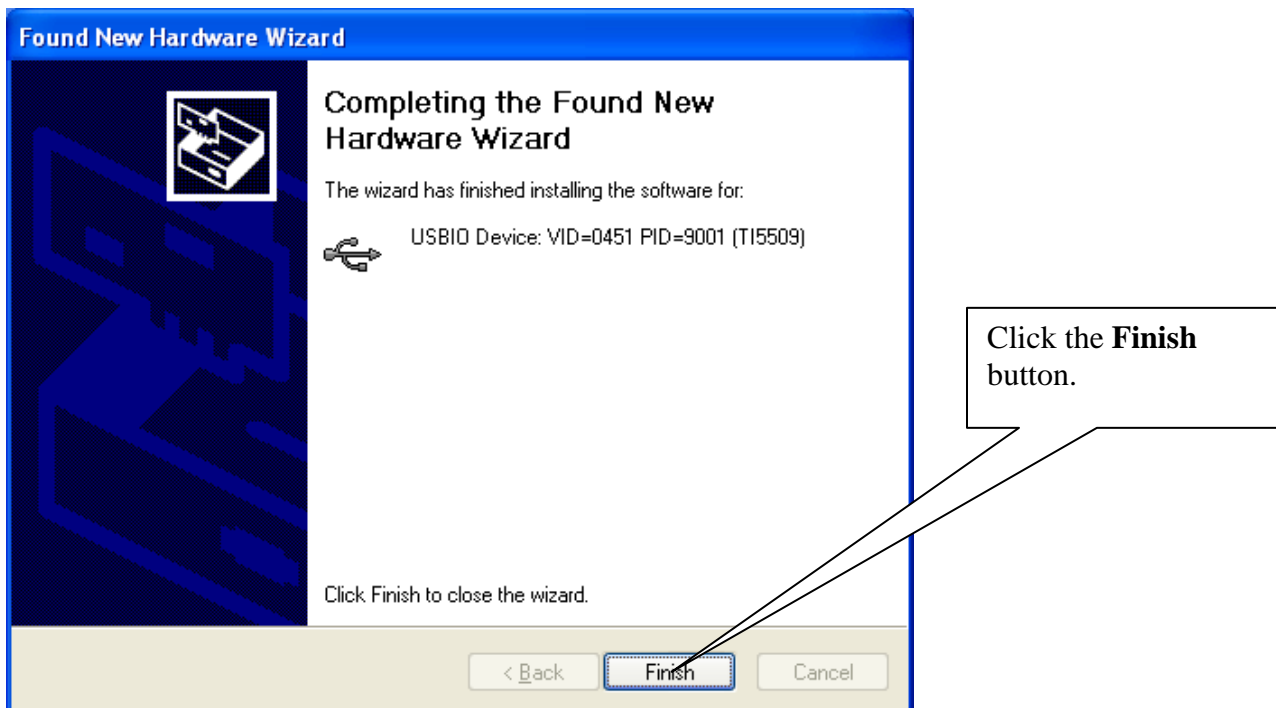 Found New Hardware Wizard
Completing the Found New
Hardware Wizard
The wizard has finished installing the software for:
USBIO Device: VID=0451 PID=9001 (TI5509)
Click the Finish
button.
Click Finish to close the wizard.
< Back
Finish
Cancel